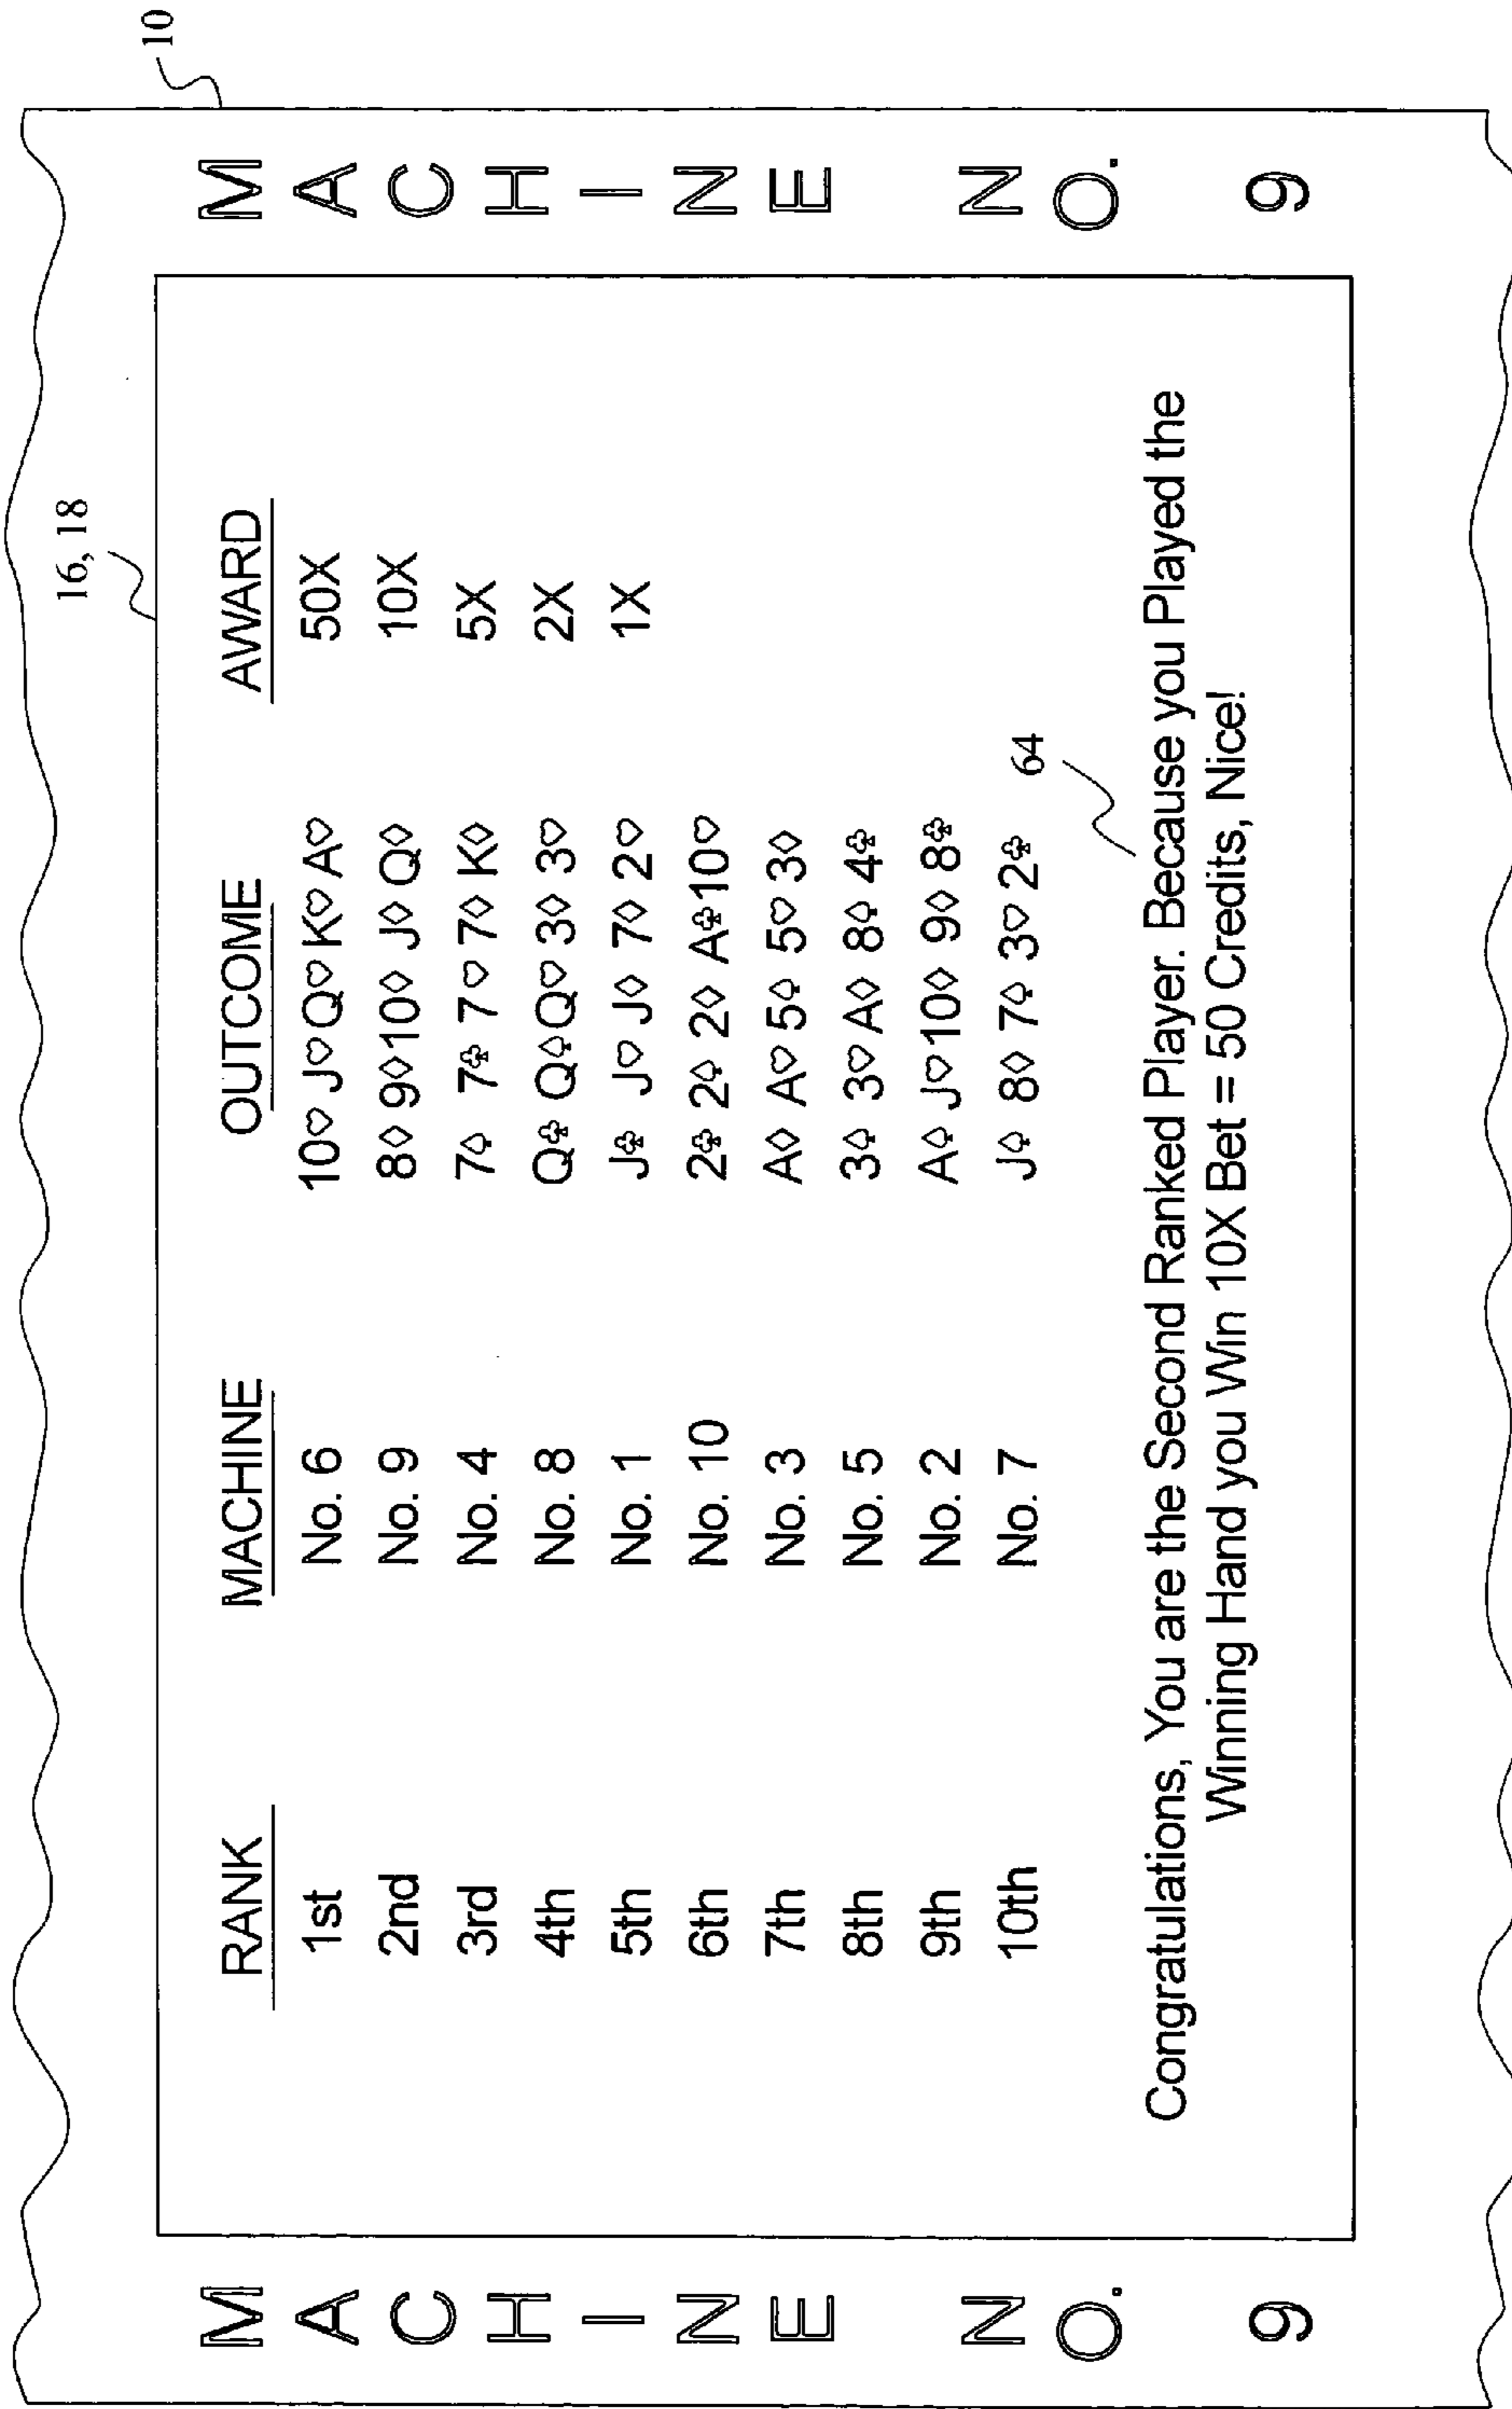 10
16, 18
MACHINE NO. 9
RANK MACHINE OUTCOME AWARD
1st No. 6 10♡ J♡ Q♡ K♡ A♡ 50X
2nd No. 9 8♢ 9♢ 10♢ J♢ Q♢ 10X
3rd No. 4 7♤ 7♧ 7♡ 7♢ K♢ 5X
4th No. 8 Q♧ Q♤ Q♡ 3♢ 3♡ 2X
5th No. 1 J♧ J♡ J♢ 7♢ 2♡ 1X
6th No. 10 2♧ 2♤ 2♢ A♧ 10♡
7th No. 3 A♢ A♡ 5♤ 5♡ 3♢
8th No. 5 3♤ 3♡ A♢ 8♤ 4♧
9th No. 2 A♤ J♡ 10♢ 9♢ 8♧
10th No. 7 J♤ 8♢ 7♤ 3♡ 2♧
64
Congratulations, You are the Second Ranked Player. Because you Played the
Winning Hand you Win 10X Bet = 50 Credits, Nice!
MACHINE NO. 9